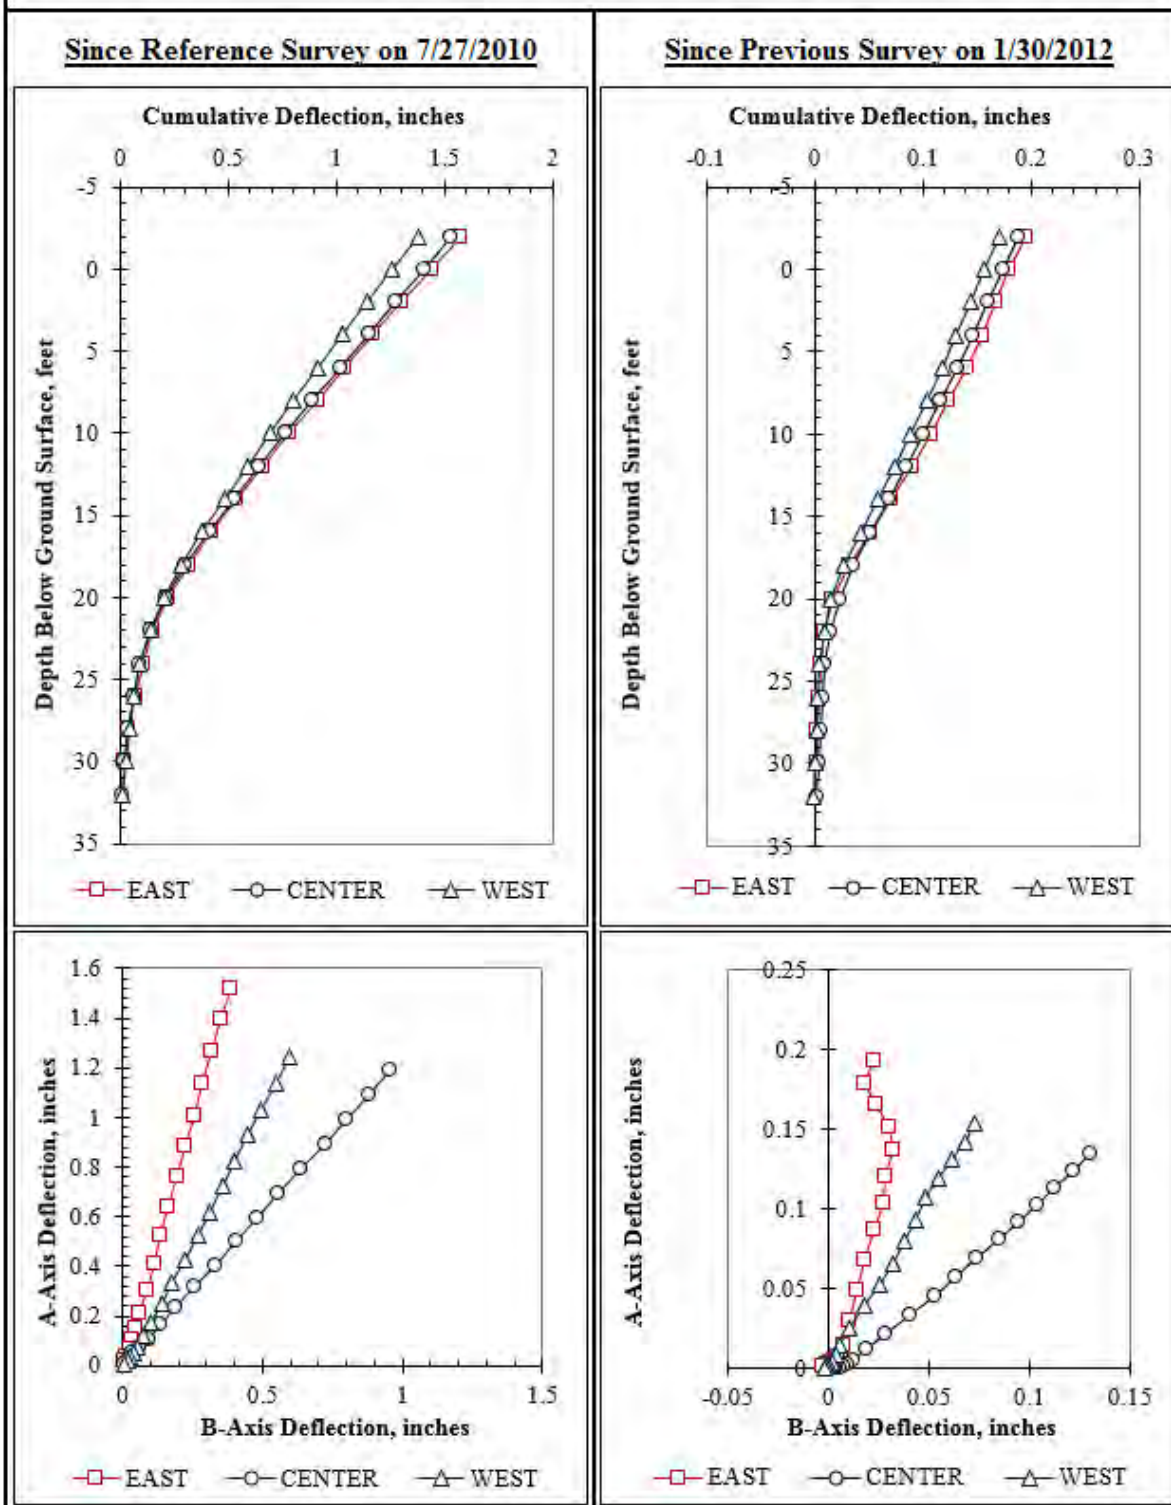 Since Reference Survey on 7/27/2010
Cumulative Deflection, inches
0 0.5 1 1.5 2
-5
0
5
10
15
20
25
30
35
Depth Below Ground Surface, feet
EAST CENTER WEST
Since Previous Survey on 1/30/2012
Cumulative Deflection, inches
-0.1 0 0.1 0.2 0.3
-5
0
5
10
15
20
25
30
35
Depth Below Ground Surface, feet
EAST CENTER WEST
1.6
1.4
1.2
1
0.8
0.6
0.4
0.2
0
A-Axis Deflection, inches
0 0.5 1 1.5
B-Axis Deflection, inches
EAST CENTER WEST
0.25
0.2
0.15
0.1
0.05
0
A-Axis Deflection, inches
-0.05 0 0.05 0.1 0.15
B-Axis Deflection, inches
EAST CENTER WEST